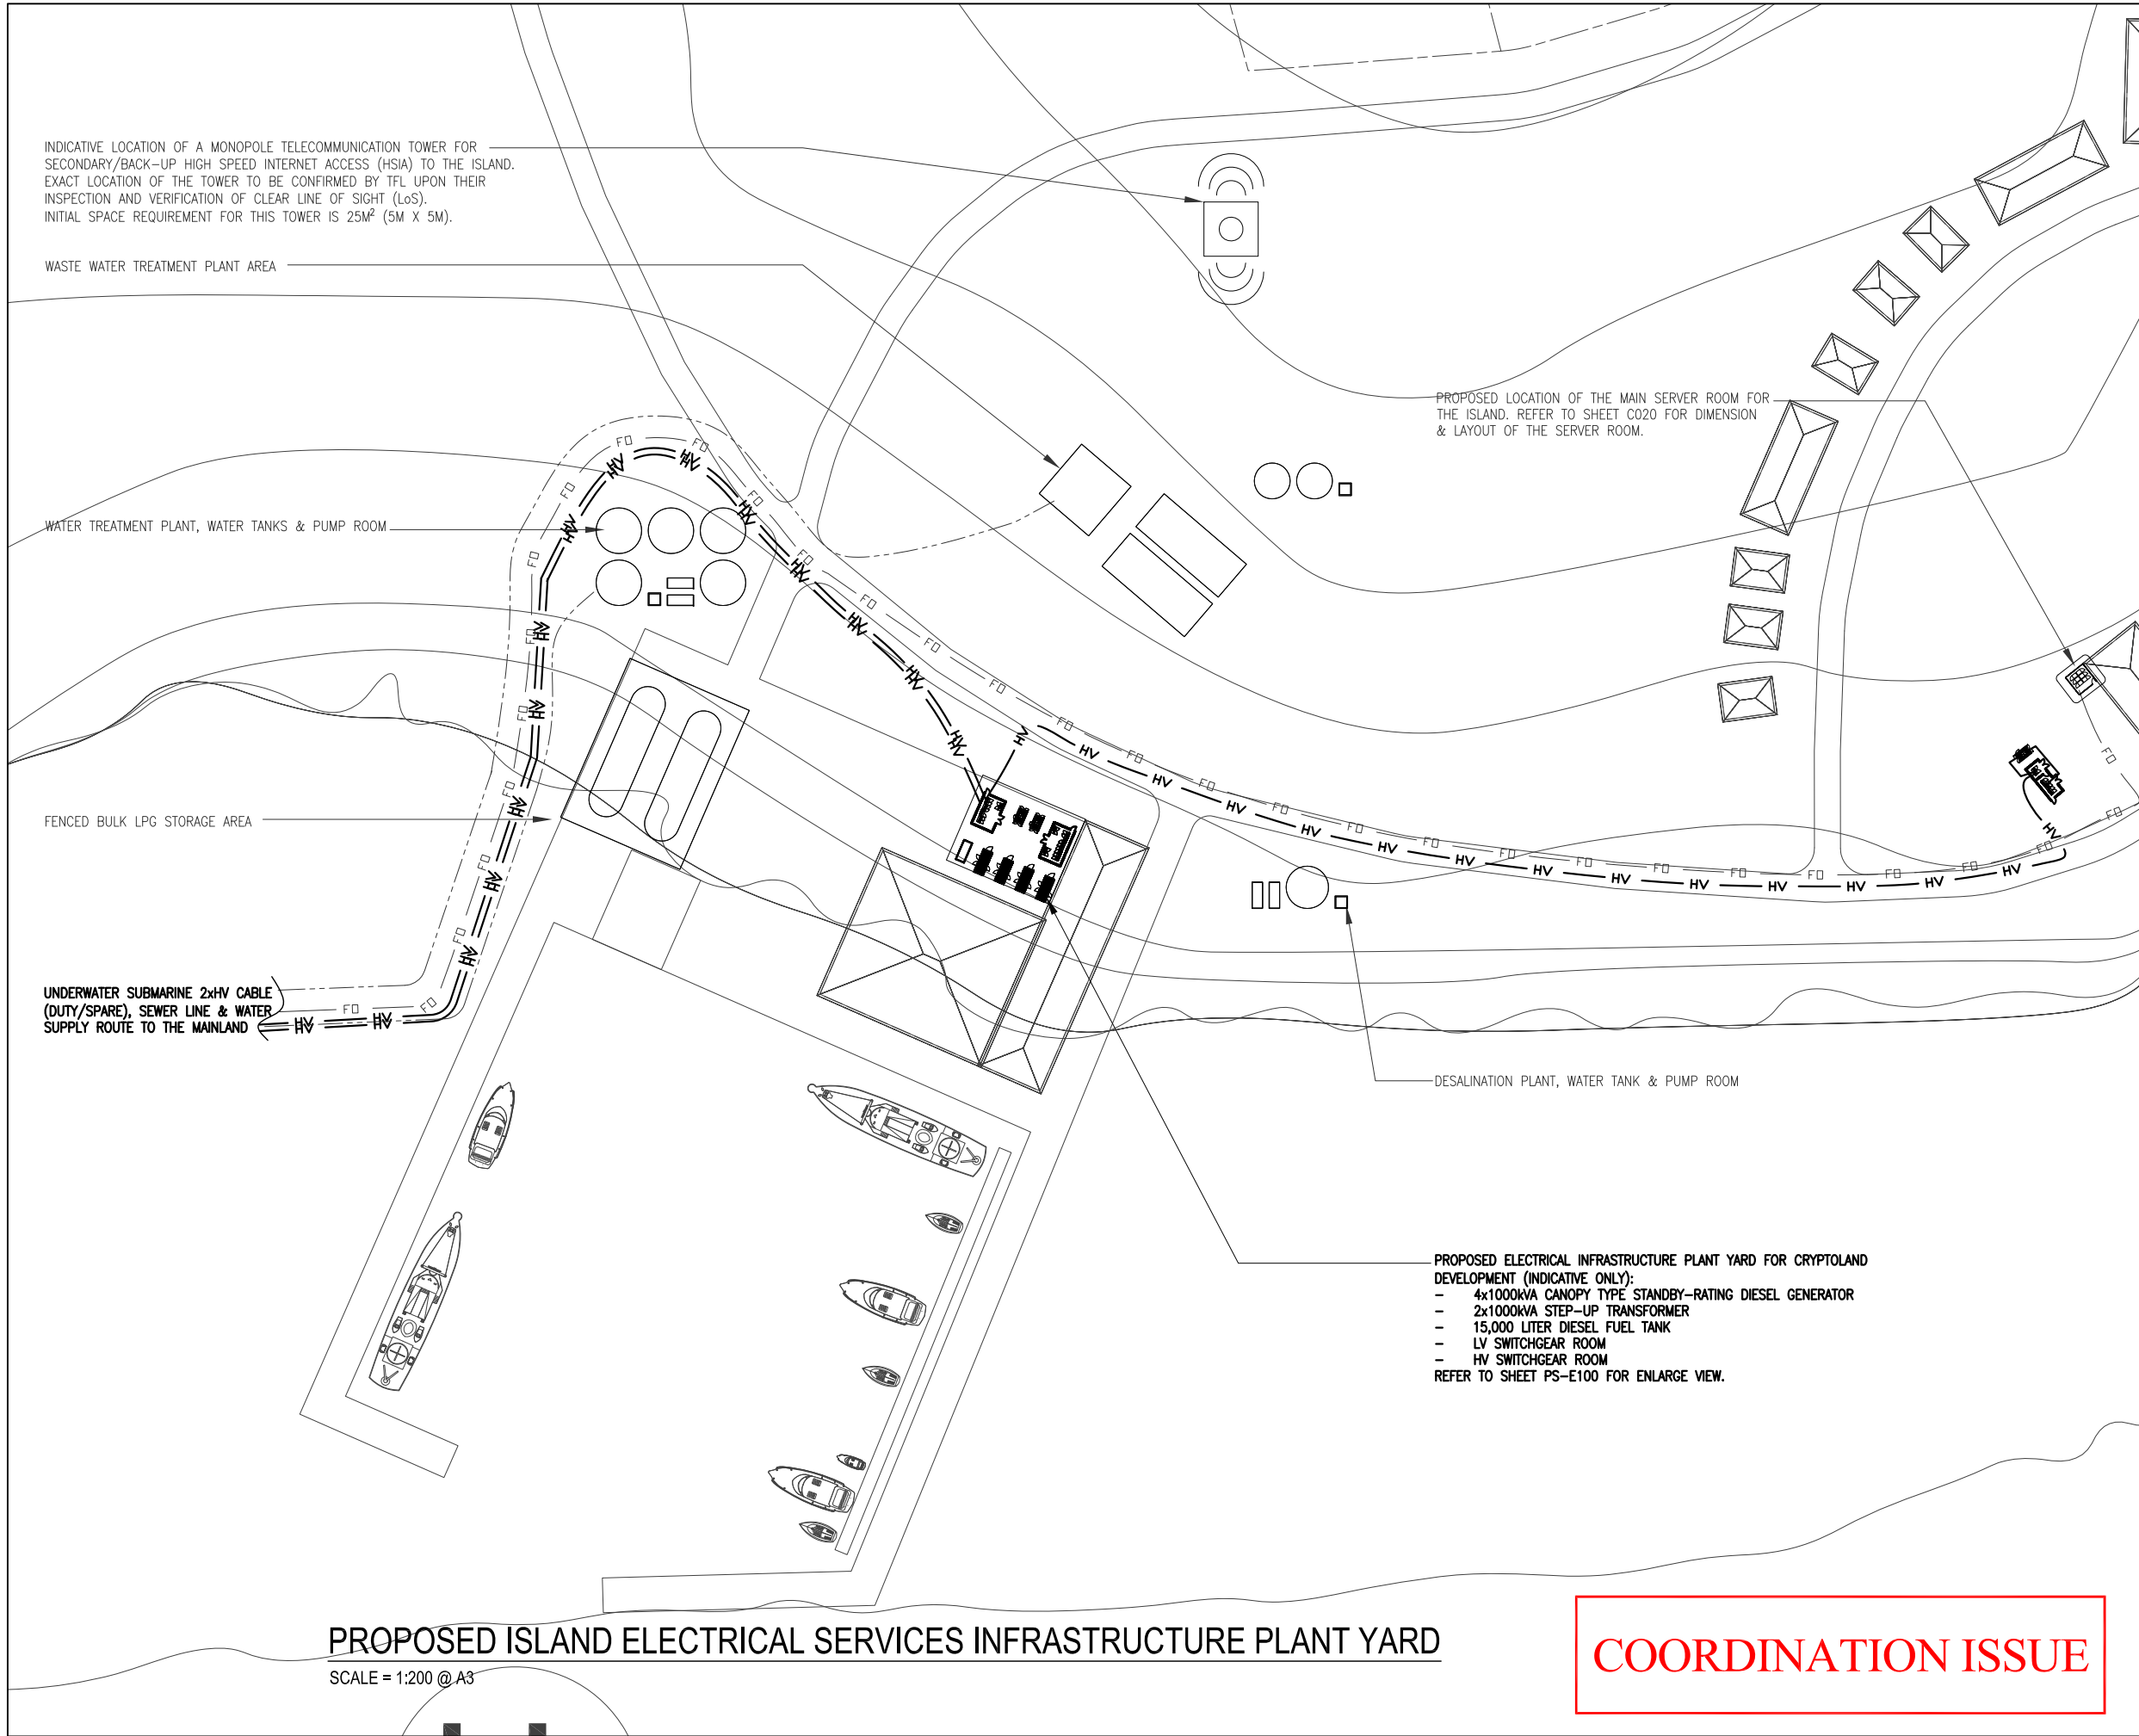 INDICATIVE LOCATION OF A MONOPOLE TELECOMMUNICATION TOWER FOR
SECONDARY/BACK-UP HIGH SPEED INTERNET ACCESS (HSIA) TO THE ISLAND.
EXACT LOCATION OF THE TOWER TO BE CONFIRMED BY TFL UPON THEIR
INSPECTION AND VERIFICATION OF CLEAR LINE OF SIGHT (LoS).
INITIAL SPACE REQUIREMENT FOR THIS TOWER IS 25M² (5M X 5M).
WASTE WATER TREATMENT PLANT AREA
PROPOSED LOCATION OF THE MAIN SERVER ROOM FOR
THE ISLAND. REFER TO SHEET C020 FOR DIMENSION
& LAYOUT OF THE SERVER ROOM.
WATER TREATMENT PLANT, WATER TANKS & PUMP ROOM
FENCED BULK LPG STORAGE AREA
UNDERWATER SUBMARINE 2xHV CABLE
(DUTY/SPARE), SEWER LINE & WATER
SUPPLY ROUTE TO THE MAINLAND
FO
HV
DESALINATION PLANT, WATER TANK & PUMP ROOM
PROPOSED ELECTRICAL INFRASTRUCTURE PLANT YARD FOR CRYPTOLAND
DEVELOPMENT (INDICATIVE ONLY):
- 4x1000kVA CANOPY TYPE STANDBY-RATING DIESEL GENERATOR
- 2x1000kVA STEP-UP TRANSFORMER
- 15,000 LITER DIESEL FUEL TANK
- LV SWITCHGEAR ROOM
- HV SWITCHGEAR ROOM
REFER TO SHEET PS-E100 FOR ENLARGE VIEW.
PROPOSED ISLAND ELECTRICAL SERVICES INFRASTRUCTURE PLANT YARD
SCALE = 1:200 @ A3
COORDINATION ISSUE